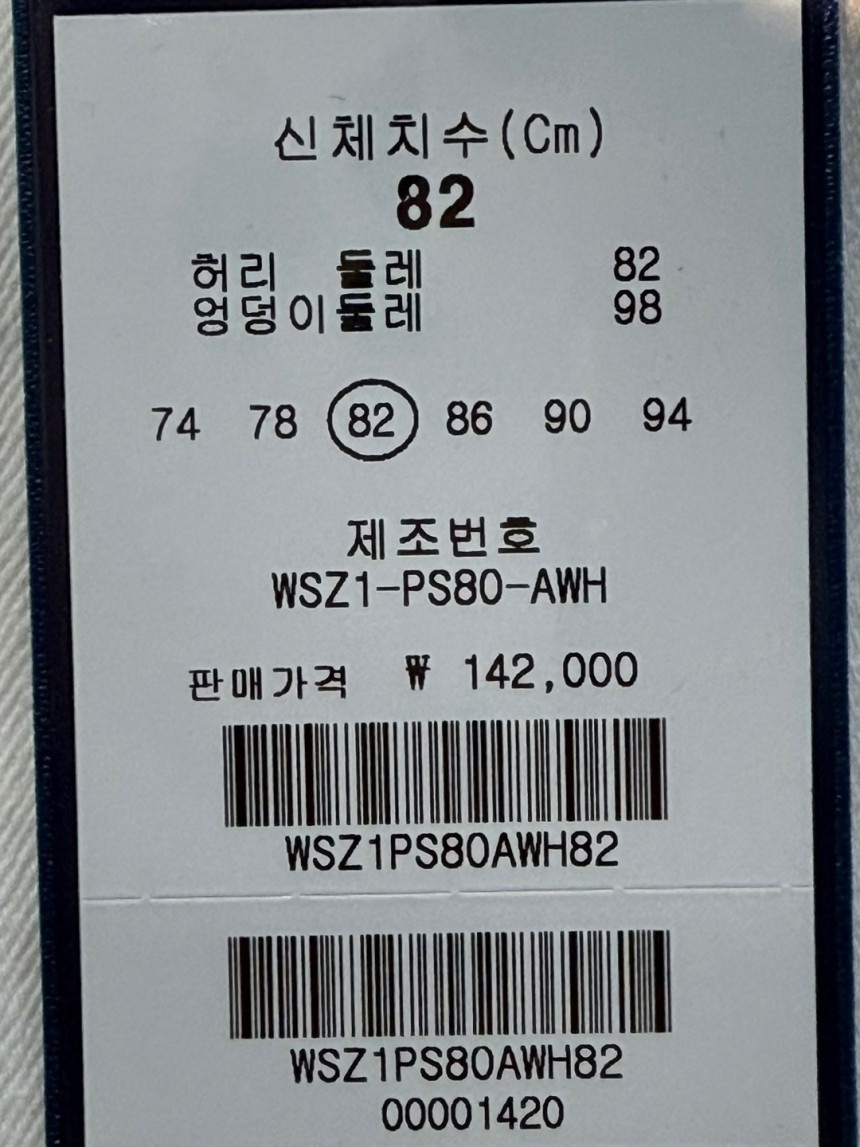 신체치수(Cm)
82
허리 둘레 82
엉덩이둘레 98
74 78 82 86 90 94
제조번호
WSZ1-PS80-AWH
판매가격 ₩ 142,000
WSZ1PS80AWH82
WSZ1PS80AWH82
00001420